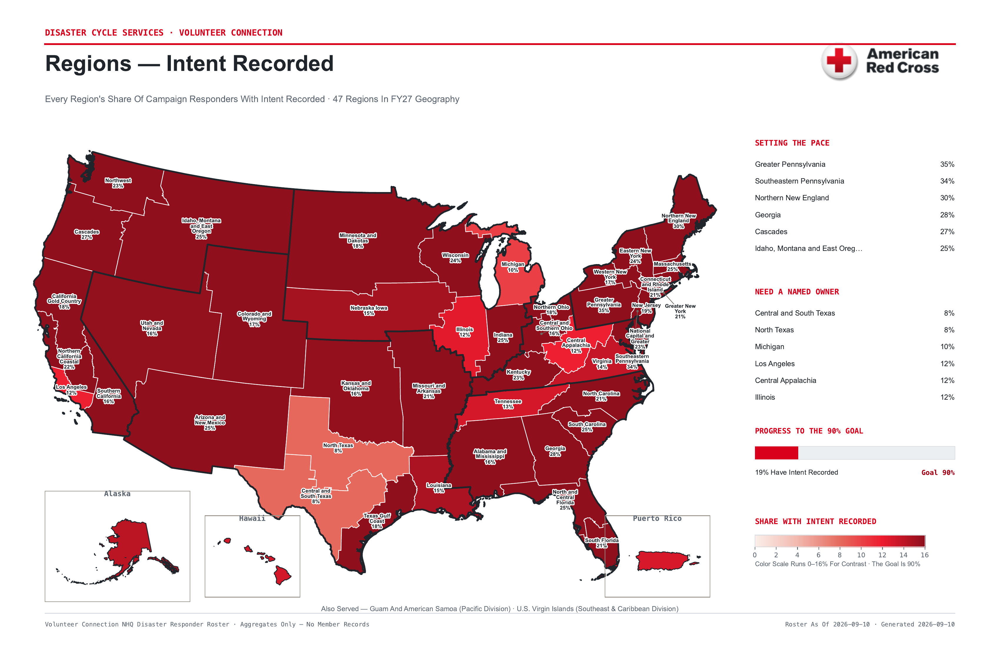 DISASTER CYCLE SERVICES · VOLUNTEER CONNECTION
Regions — Intent Recorded
American
Red Cross
Every Region's Share Of Campaign Responders With Intent Recorded · 47 Regions In FY27 Geography
Northwest
23%
Cascades
27%
Idaho, Montana
and East
Oregon
25%
Minnesota and
Dakotas
18%
Wisconsin
24%
Michigan
10%
Northern New
England
30%
Eastern New
York
24%
Massachusetts
25%
Western New
York
17%
Connecticut
and Rhode
Island
21%
California
Gold Country
18%
Utah and
Nevada
16%
Colorado and
Wyoming
17%
Nebraska Iowa
15%
Illinois
12%
Indiana
25%
Northern Ohio
18%
Central and
Southern Ohio
16%
Greater
Pennsylvania
35%
New Jersey
19%
Greater New
York
21%
Central
Appalachia
12%
National
Capital and
Greater
23%
Virginia
14%
Southeastern
Pennsylvania
34%
Northern
California
Coastal
22%
Los Angeles
12%
Southern
California
16%
Kentucky
23%
Kansas and
Oklahoma
16%
Missouri and
Arkansas
21%
Tennessee
13%
North Carolina
21%
Arizona and
New Mexico
25%
South Carolina
25%
North Texas
8%
Alabama and
Mississippi
16%
Georgia
28%
Central and
South Texas
8%
Louisiana
15%
North and
Central
Florida
25%
Texas Gulf
Coast
18%
South Florida
21%
Alaska
Hawaii
Puerto Rico
SETTING THE PACE
Greater Pennsylvania 35%
Southeastern Pennsylvania 34%
Northern New England 30%
Georgia 28%
Cascades 27%
Idaho, Montana and East Oreg… 25%
NEED A NAMED OWNER
Central and South Texas 8%
North Texas 8%
Michigan 10%
Los Angeles 12%
Central Appalachia 12%
Illinois 12%
PROGRESS TO THE 90% GOAL
19% Have Intent Recorded Goal 90%
SHARE WITH INTENT RECORDED
0 2 4 6 8 10 12 14 16
Color Scale Runs 0–16% For Contrast · The Goal Is 90%
Also Served — Guam And American Samoa (Pacific Division) · U.S. Virgin Islands (Southeast & Caribbean Division)
Volunteer Connection NHQ Disaster Responder Roster · Aggregates Only — No Member Records
Roster As Of 2026-09-10 · Generated 2026-09-10